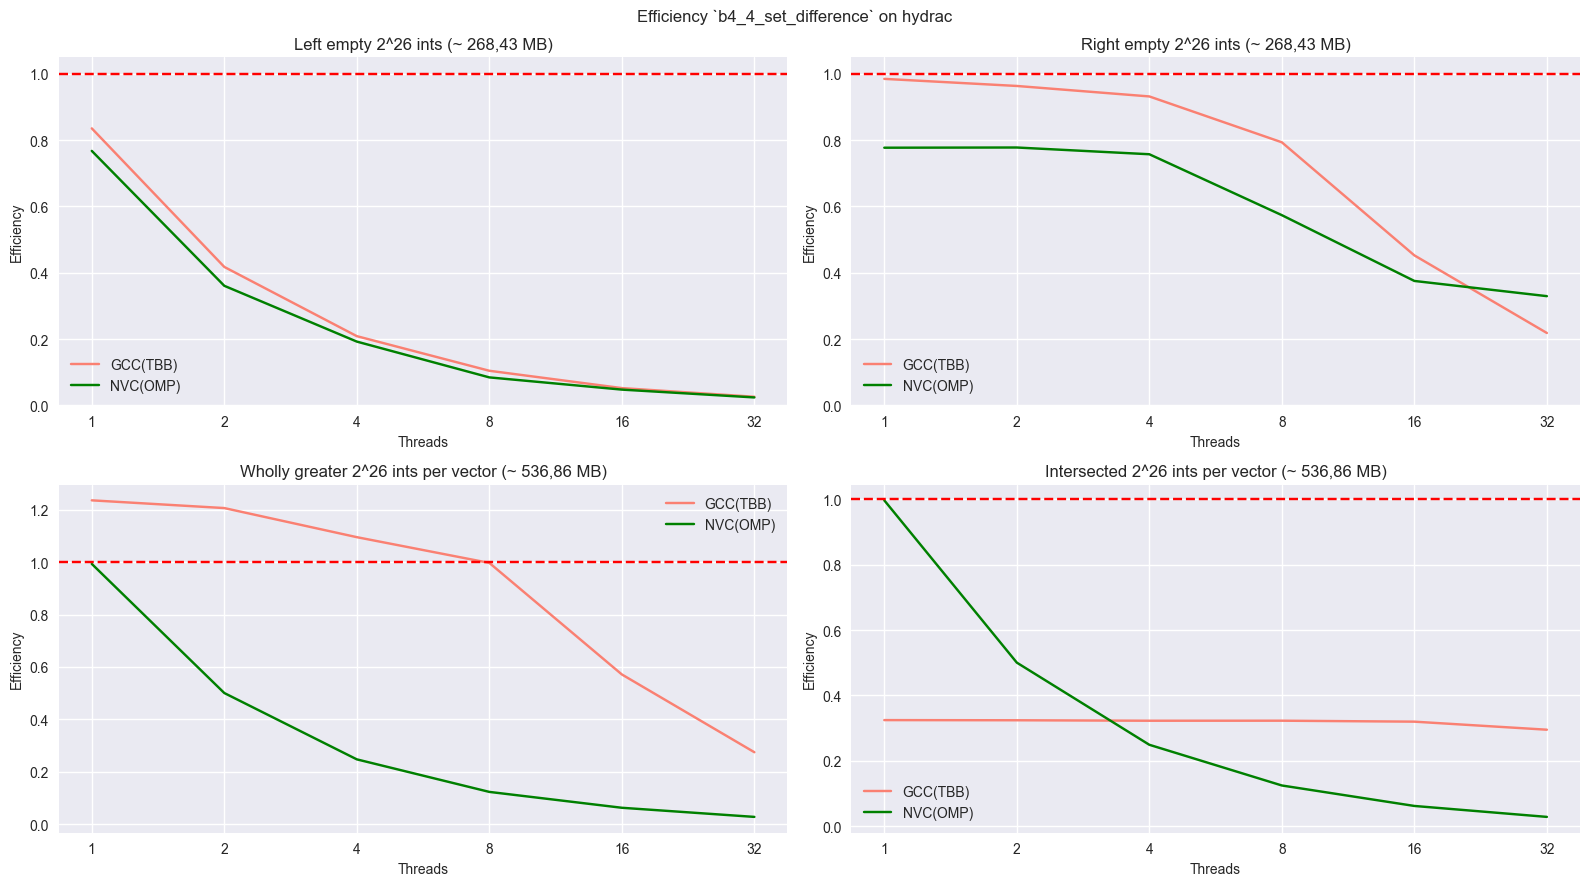 Efficiency `b4_4_set_difference` on hydrac
Left empty 2^26 ints (~ 268,43 MB)
1.0
0.8
0.6
0.4
0.2
0.0
Efficiency
GCC(TBB)
NVC(OMP)
1 2 4 8 16 32
Threads
Right empty 2^26 ints (~ 268,43 MB)
1.0
0.8
0.6
0.4
0.2
0.0
Efficiency
GCC(TBB)
NVC(OMP)
1 2 4 8 16 32
Threads
Wholly greater 2^26 ints per vector (~ 536,86 MB)
GCC(TBB)
NVC(OMP)
1.2
1.0
0.8
0.6
0.4
0.2
0.0
Efficiency
1 2 4 8 16 32
Threads
Intersected 2^26 ints per vector (~ 536,86 MB)
1.0
0.8
0.6
0.4
0.2
0.0
Efficiency
GCC(TBB)
NVC(OMP)
1 2 4 8 16 32
Threads